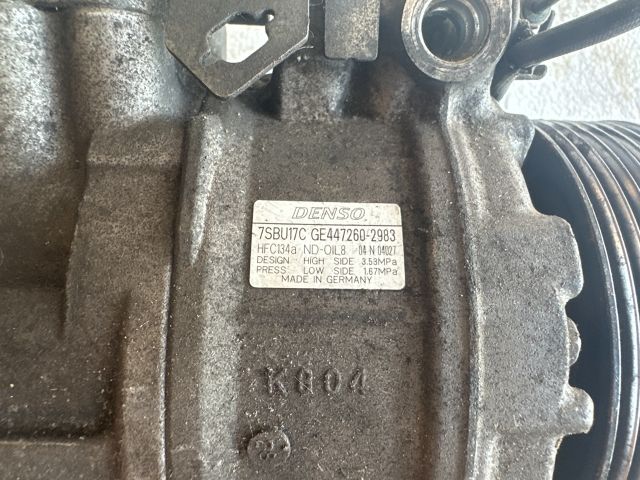 DENSO
7SBU17C GE447260-2983
HFC134a ND-OIL8 04 N 04027
DESIGN HIGH SIDE 3.53MPa
PRESS: LOW SIDE 1.67MPa
MADE IN GERMANY
K904